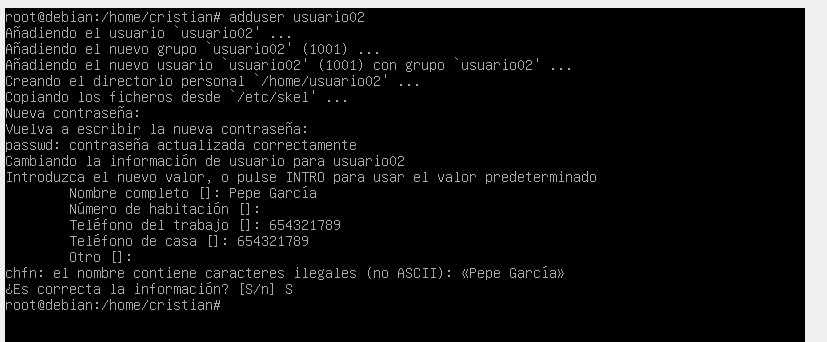 root@debian:/home/cristian# adduser usuario02
Añadiendo el usuario `usuario02' ...
Añadiendo el nuevo grupo `usuario02' (1001) ...
Añadiendo el nuevo usuario `usuario02' (1001) con grupo `usuario02' ...
Creando el directorio personal `/home/usuario02' ...
Copiando los ficheros desde `/etc/skel' ...
Nueva contraseña:
Vuelva a escribir la nueva contraseña:
passwd: contraseña actualizada correctamente
Cambiando la información de usuario para usuario02
Introduzca el nuevo valor, o pulse INTRO para usar el valor predeterminado
        Nombre completo []: Pepe García
        Número de habitación []:
        Teléfono del trabajo []: 654321789
        Teléfono de casa []: 654321789
        Otro []:
chfn: el nombre contiene caracteres ilegales (no ASCII): «Pepe García»
¿Es correcta la información? [S/n] S
root@debian:/home/cristian#